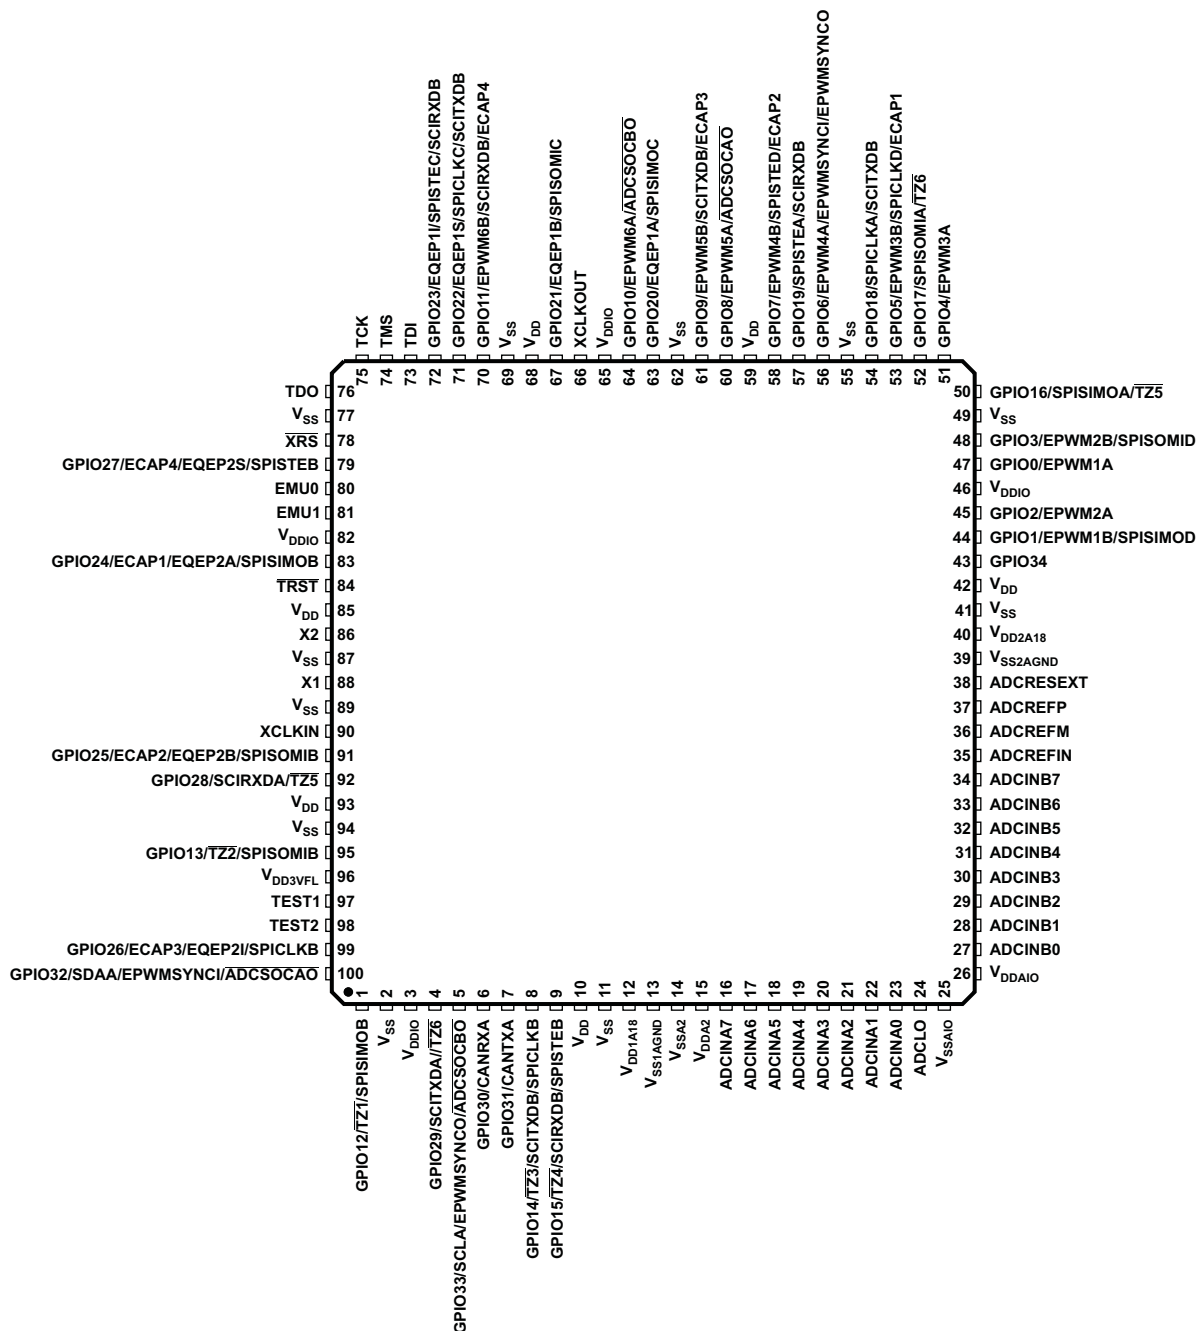 GPIO6/EPWM4A/EPWMSYNCI/EPWMSYNCO
75 TCK
74 TMS
73 TDI
72 GPIO23/EQEP1I/SPISTEC/SCIRXDB
71 GPIO22/EQEP1S/SPICLKC/SCITXDB
70 GPIO11/EPWM6B/SCIRXDB/ECAP4
69 VSS
68 VDD
67 GPIO21/EQEP1B/SPISOMIC
66 XCLKOUT
65 VDDIO
64 GPIO10/EPWM6A/ADCSOCBO
63 GPIO20/EQEP1A/SPISIMOC
62 VSS
61 GPIO9/EPWM5B/SCITXDB/ECAP3
60 GPIO8/EPWM5A/ADCSOCAO
59 VDD
58 GPIO7/EPWM4B/SPISTED/ECAP2
57 GPIO19/SPISTEA/SCIRXDB
56
55 VSS
54 GPIO18/SPICLKA/SCITXDB
53 GPIO5/EPWM3B/SPICLKD/ECAP1
52 GPIO17/SPISOMIA/TZ6
51 GPIO4/EPWM3A
TDO 76
VSS 77
XRS 78
GPIO27/ECAP4/EQEP2S/SPISTEB 79
EMU0 80
EMU1 81
VDDIO 82
GPIO24/ECAP1/EQEP2A/SPISIMOB 83
TRST 84
VDD 85
X2 86
VSS 87
X1 88
VSS 89
XCLKIN 90
GPIO25/ECAP2/EQEP2B/SPISOMIB 91
GPIO28/SCIRXDA/TZ5 92
VDD 93
VSS 94
GPIO13/TZ2/SPISOMIB 95
VDD3VFL 96
TEST1 97
TEST2 98
GPIO26/ECAP3/EQEP2I/SPICLKB 99
GPIO32/SDAA/EPWMSYNCI/ADCSOCAO 100
50 GPIO16/SPISIMOA/TZ5
49 VSS
48 GPIO3/EPWM2B/SPISOMID
47 GPIO0/EPWM1A
46 VDDIO
45 GPIO2/EPWM2A
44 GPIO1/EPWM1B/SPISIMOD
43 GPIO34
42 VDD
41 VSS
40 VDD2A18
39 VSS2AGND
38 ADCRESEXT
37 ADCREFP
36 ADCREFM
35 ADCREFIN
34 ADCINB7
33 ADCINB6
32 ADCINB5
31 ADCINB4
30 ADCINB3
29 ADCINB2
28 ADCINB1
27 ADCINB0
26 VDDAIO
1 GPIO12/TZ1/SPISIMOB
2 VSS
3 VDDIO
4 GPIO29/SCITXDA//TZ6
5 GPIO33/SCLA/EPWMSYNCO/ADCSOCBO
6 GPIO30/CANRXA
7 GPIO31/CANTXA
8 GPIO14/TZ3/SCITXDB/SPICLKB
9 GPIO15/TZ4/SCIRXDB/SPISTEB
10 VDD
11 VSS
12 VDD1A18
13 VSS1AGND
14 VSSA2
15 VDDA2
16 ADCINA7
17 ADCINA6
18 ADCINA5
19 ADCINA4
20 ADCINA3
21 ADCINA2
22 ADCINA1
23 ADCINA0
24 ADCLO
25 VSSAIO